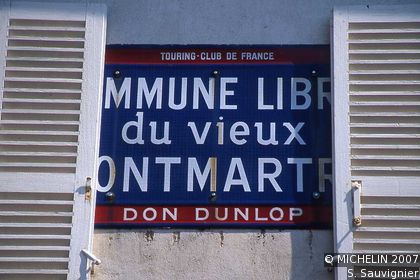 TOURING-CLUB DE FRANCE
MMUNE LIBR
du vieux
ONTMARTR
DON DUNLOP
© MICHELIN 2007
S. Sauvignier